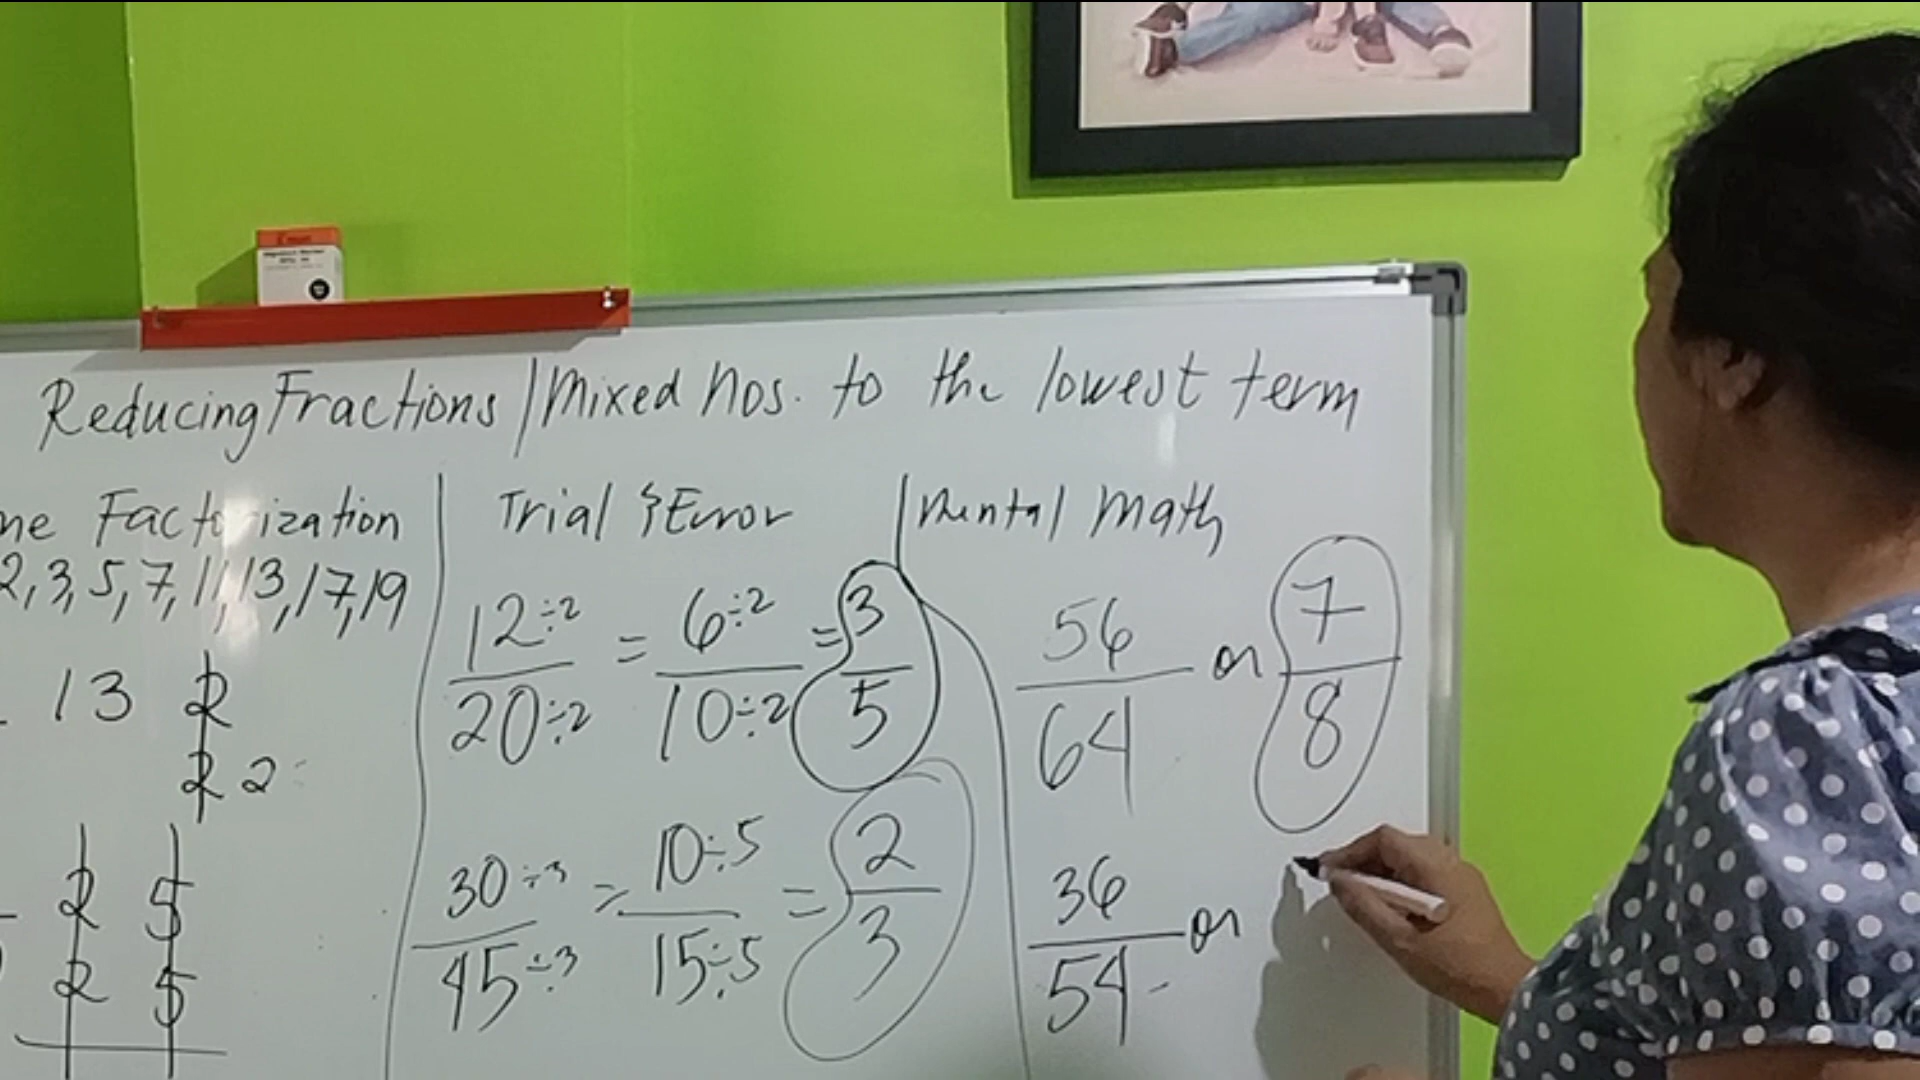 Reducing Fractions / Mixed Nos. to the lowest term
me Factorization
2, 3, 5, 7, 11, 13, 17, 19
13 2
2 2
2 5
2 5
Trial & Error
12÷2 = 6÷2 = 3
20÷2 10÷2 5
30÷3 = 10÷5 = 2
45÷3 15÷5 3
Mental Math
56 or 7
64 8
36 or
54